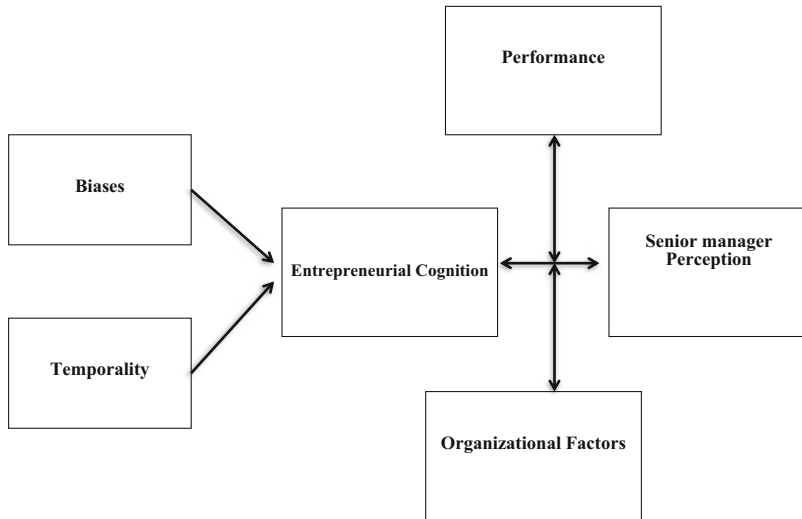 Performance
Biases
Senior manager
Perception
Entrepreneurial Cognition
Temporality
Organizational Factors